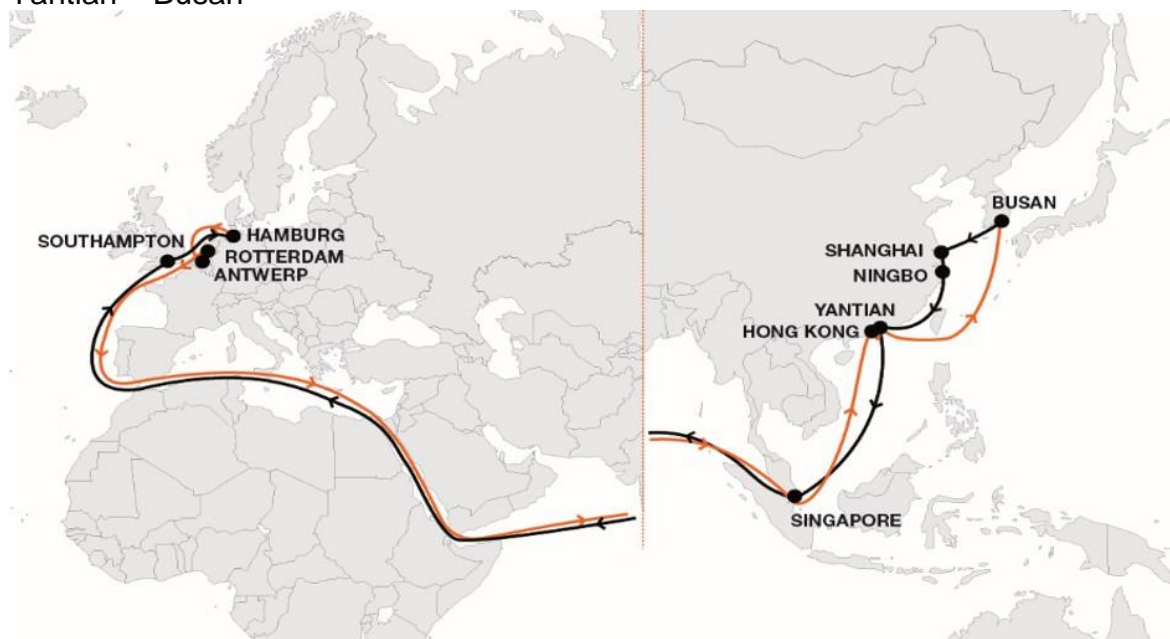 Yantian – Busan
BUSAN
SHANGHAI
NINGBO
YANTIAN
HONG KONG
SINGAPORE
SOUTHAMPTON
HAMBURG
ROTTERDAM
ANTWERP